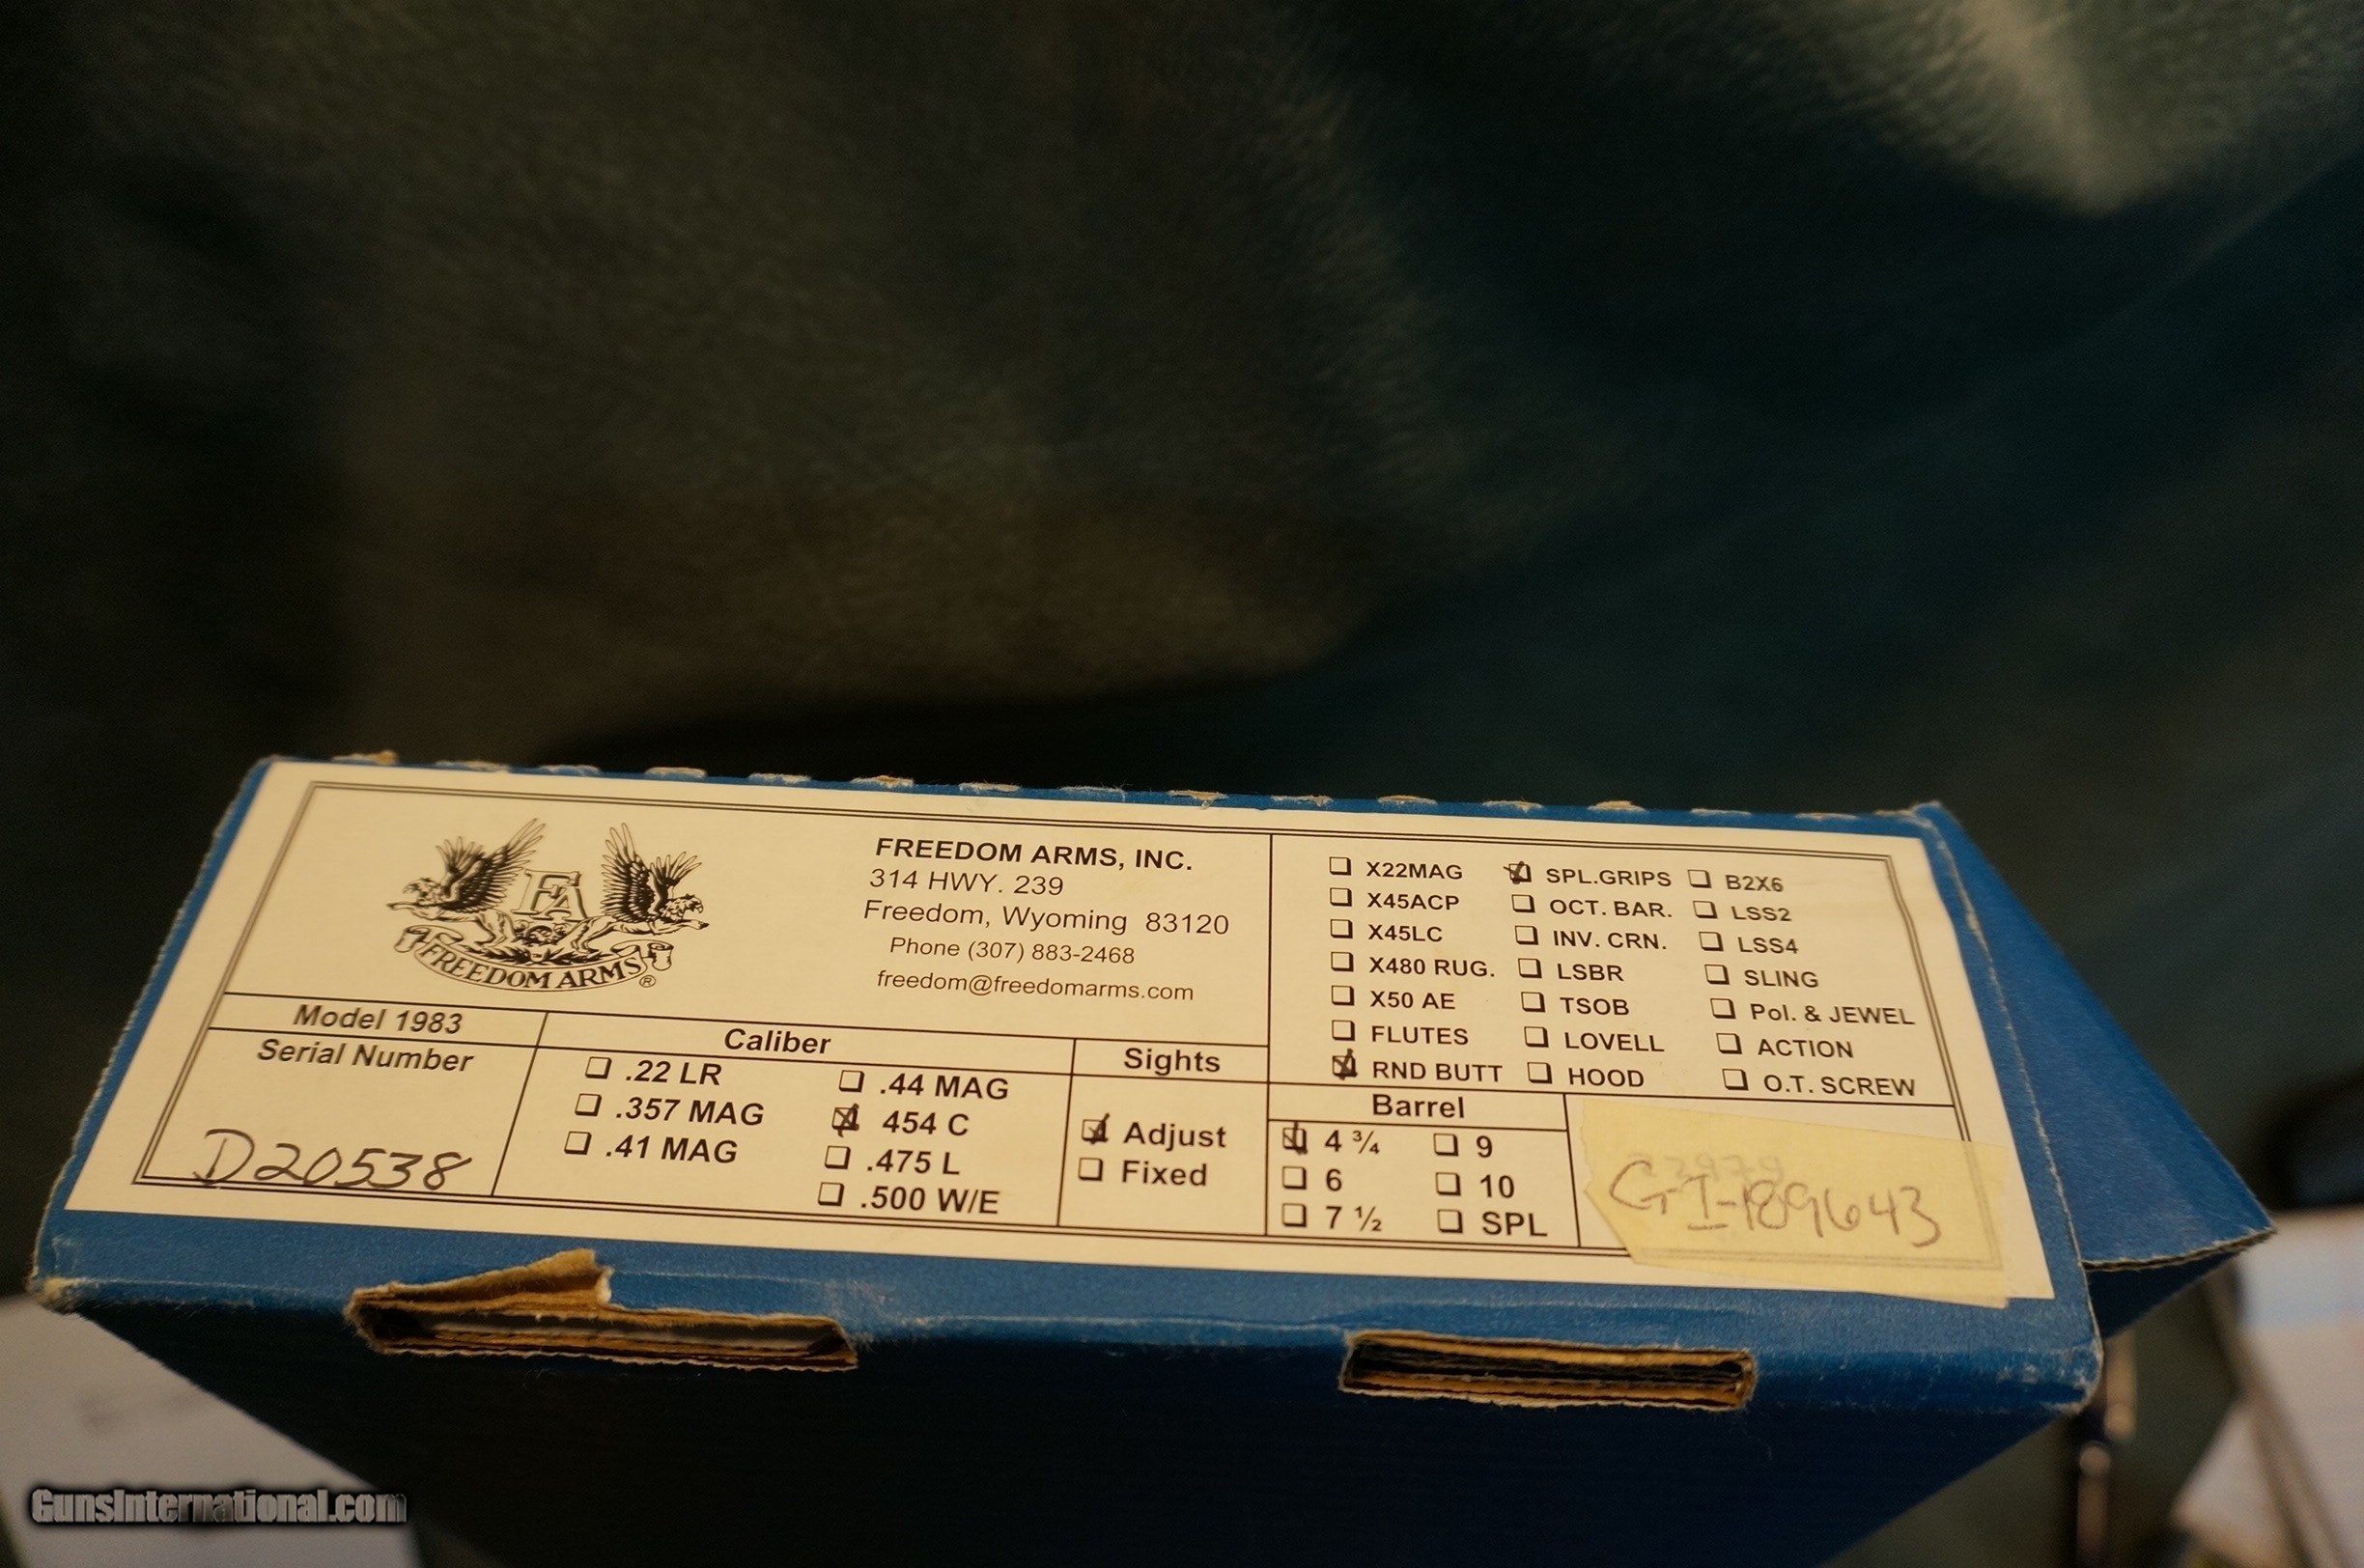 FA
FREEDOM ARMS
®
FREEDOM ARMS, INC.
314 HWY. 239
Freedom, Wyoming 83120
Phone (307) 883-2468
freedom@freedomarms.com
X22MAG SPL.GRIPS B2X6
X45ACP OCT. BAR. LSS2
X45LC INV. CRN. LSS4
X480 RUG. LSBR SLING
X50 AE TSOB Pol. & JEWEL
FLUTES LOVELL ACTION
RND BUTT HOOD O.T. SCREW
Model 1983
Serial Number
D20538
Caliber
.22 LR .44 MAG
.357 MAG 454 C
.41 MAG .475 L
.500 W/E
Sights
Adjust
Fixed
Barrel
4 ¾ 9
6 10
7 ½ SPL
GI-189643
GunsInternational.com